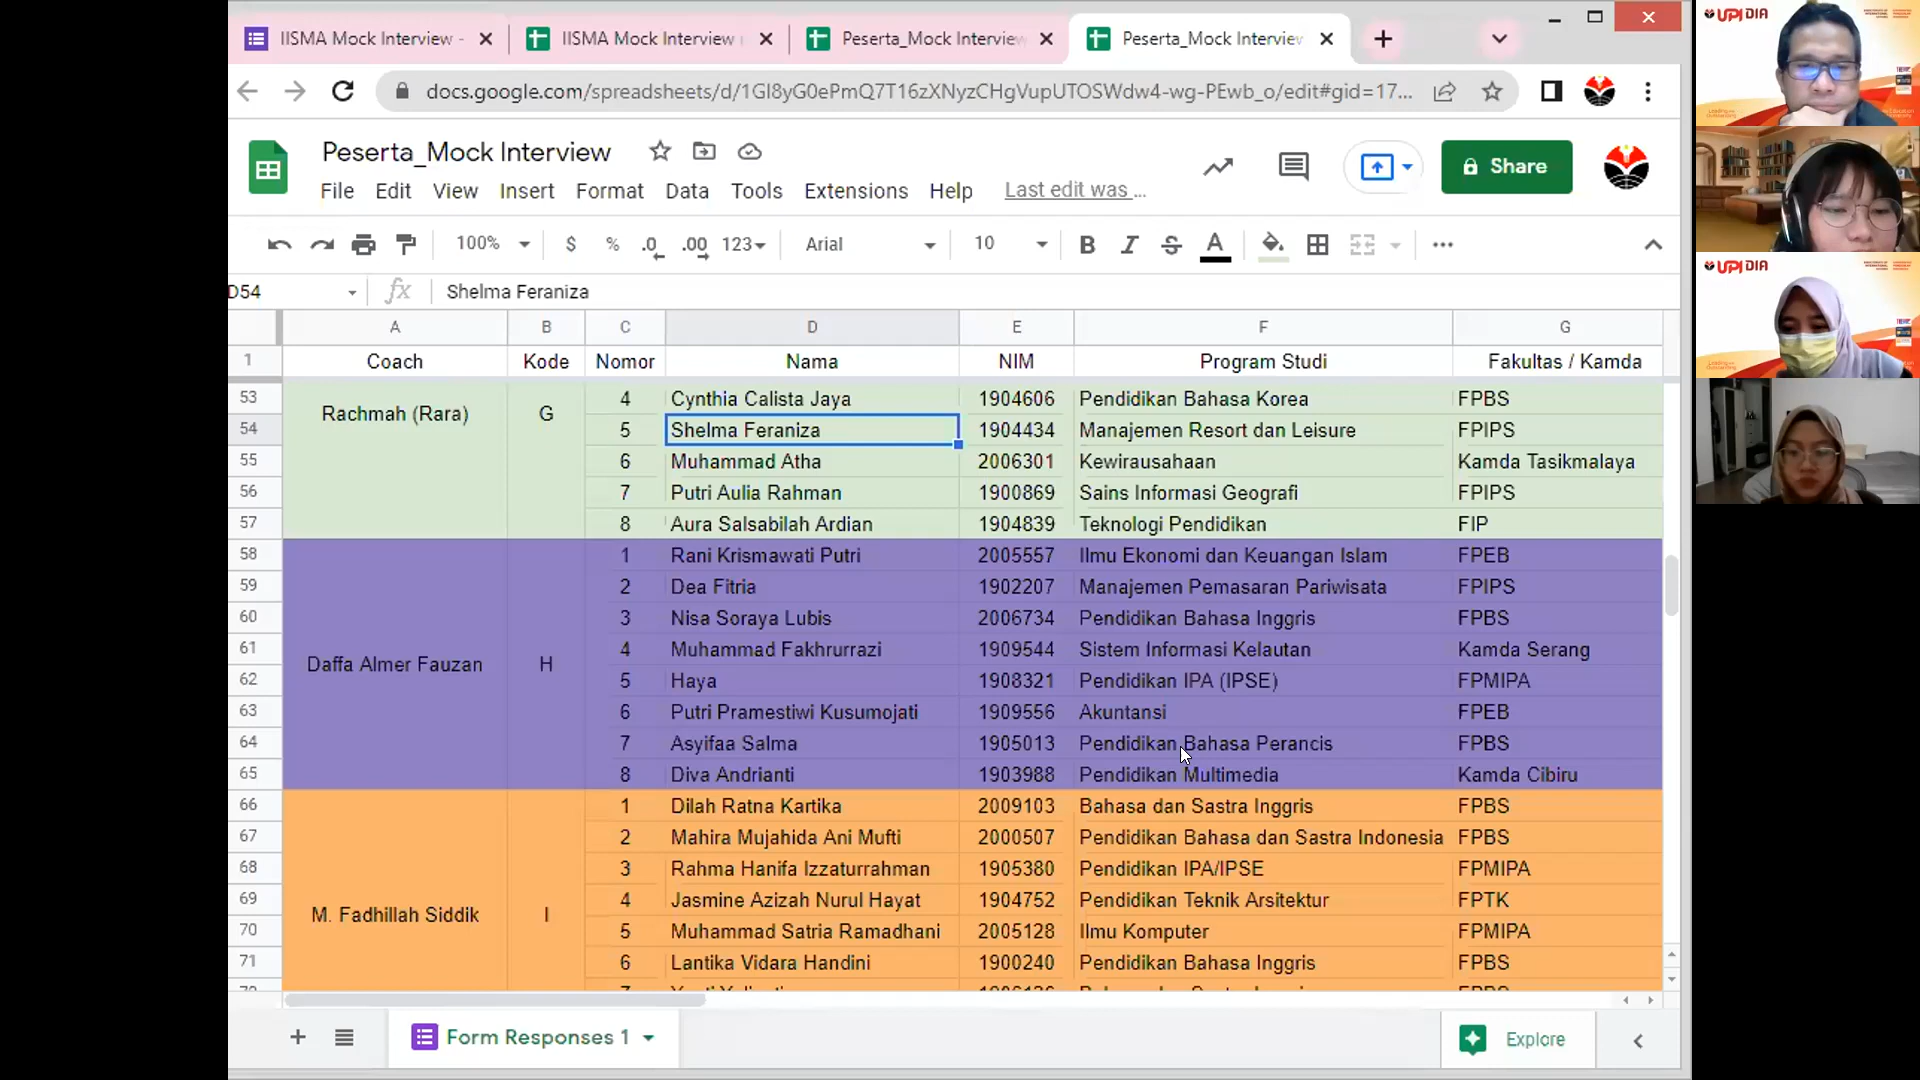 IISMA Mock Interview -
IISMA Mock Interview
Peserta_Mock Interview
Peserta_Mock Interview
docs.google.com/spreadsheets/d/1Gl8yG0ePmQ7T16zXNyzCHgVupUTOSWdw4-wg-PEwb_o/edit#gid=17...
Peserta_Mock Interview
File Edit View Insert Format Data Tools Extensions Help Last edit was ...
Share
100% $ % .0 .00 123 Arial 10 B I S A
D54 fx Shelma Feraniza
A B C D E F G
1 Coach Kode Nomor Nama NIM Program Studi Fakultas / Kamda
53 4 Cynthia Calista Jaya 1904606 Pendidikan Bahasa Korea FPBS
Rachmah (Rara) G
54 5 Shelma Feraniza 1904434 Manajemen Resort dan Leisure FPIPS
55 6 Muhammad Atha 2006301 Kewirausahaan Kamda Tasikmalaya
56 7 Putri Aulia Rahman 1900869 Sains Informasi Geografi FPIPS
57 8 Aura Salsabilah Ardian 1904839 Teknologi Pendidikan FIP
58 1 Rani Krismawati Putri 2005557 Ilmu Ekonomi dan Keuangan Islam FPEB
59 2 Dea Fitria 1902207 Manajemen Pemasaran Pariwisata FPIPS
60 3 Nisa Soraya Lubis 2006734 Pendidikan Bahasa Inggris FPBS
61 4 Muhammad Fakhrurrazi 1909544 Sistem Informasi Kelautan Kamda Serang
Daffa Almer Fauzan H
62 5 Haya 1908321 Pendidikan IPA (IPSE) FPMIPA
63 6 Putri Pramestiwi Kusumojati 1909556 Akuntansi FPEB
64 7 Asyifaa Salma 1905013 Pendidikan Bahasa Perancis FPBS
65 8 Diva Andrianti 1903988 Pendidikan Multimedia Kamda Cibiru
66 1 Dilah Ratna Kartika 2009103 Bahasa dan Sastra Inggris FPBS
67 2 Mahira Mujahida Ani Mufti 2000507 Pendidikan Bahasa dan Sastra Indonesia FPBS
68 3 Rahma Hanifa Izzaturrahman 1905380 Pendidikan IPA/IPSE FPMIPA
69 4 Jasmine Azizah Nurul Hayat 1904752 Pendidikan Teknik Arsitektur FPTK
M. Fadhillah Siddik I
70 5 Muhammad Satria Ramadhani 2005128 Ilmu Komputer FPMIPA
71 6 Lantika Vidara Handini 1900240 Pendidikan Bahasa Inggris FPBS
Form Responses 1
Explore
UPI DIA
UPI DIA